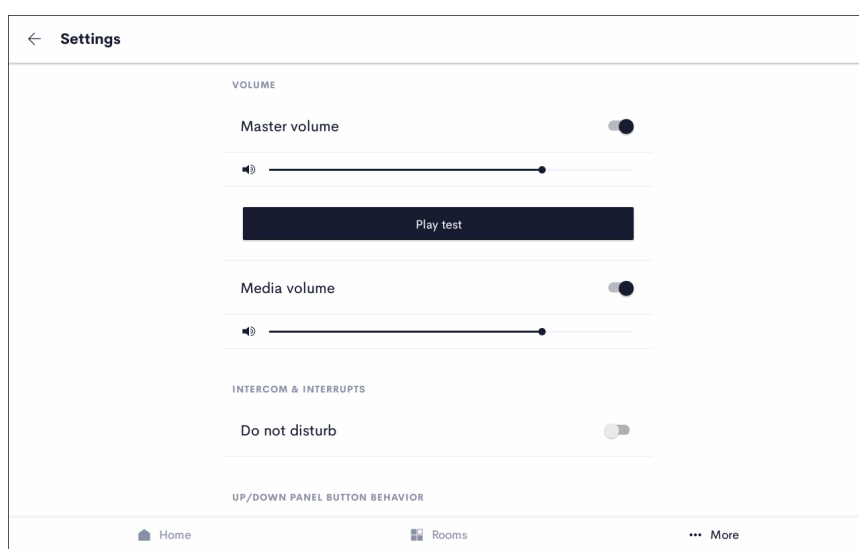 Settings
VOLUME
Master volume
Play test
Media volume
INTERCOM & INTERRUPTS
Do not disturb
UP/DOWN PANEL BUTTON BEHAVIOR
Home Rooms More